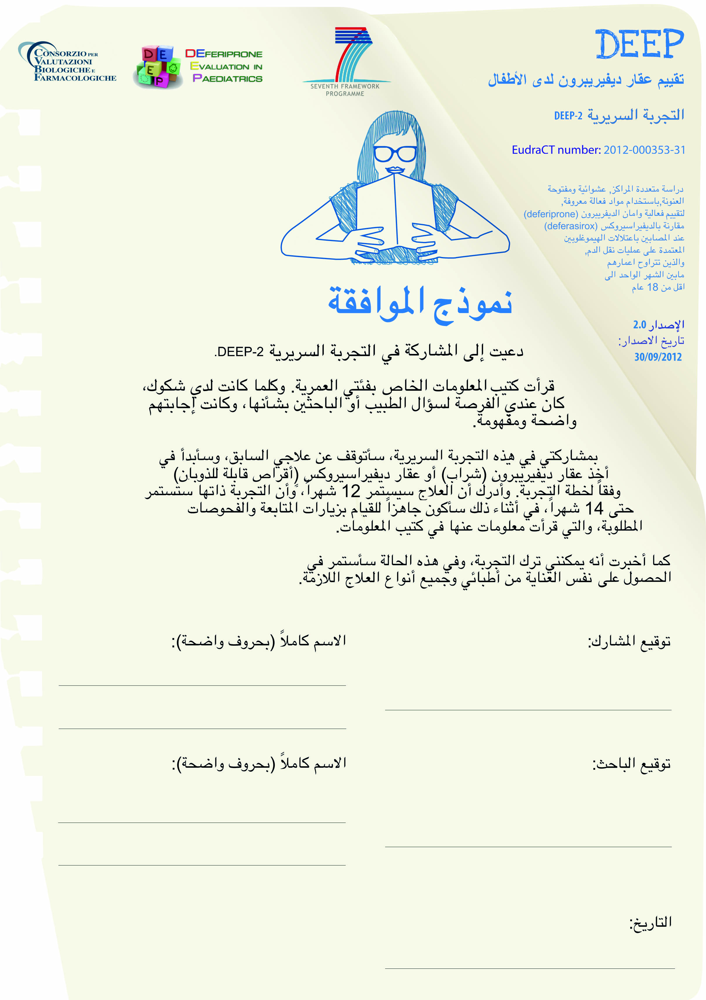 CONSORZIO PER
VALUTAZIONI
BIOLOGICHE E
FARMACOLOGICHE
D E
E
P
DEFERIPRONE
EVALUATION IN
PAEDIATRICS
7
SEVENTH FRAMEWORK
PROGRAMME
DEEP
تقييم عقار ديفيريبرون لدى الأطفال
التجربة السريرية DEEP-2
EudraCT number: 2012-000353-31
دراسة متعددة المراكز, عشوائية ومفتوحة
العنونة,باستخدام مواد فعالة معروفة,
لتقييم فعالية وامان الديفريبرون (deferiprone)
مقارنة بالديفيراسيروكس (deferasirox)
عند المصابين باعتلالات الهيموغلوبين
المعتمدة على عمليات نقل الدم,
والذين تتراوح اعمارهم
مابين الشهر الواحد الى
اقل من 18 عام
الإصدار 2.0
تاريخ الاصدار:
30/09/2012
نموذج الموافقة
دعيت إلى المشاركة في التجربة السريرية DEEP-2.
قرأت كتيب المعلومات الخاص بفئتي العمرية. وكلما كانت لدي شكوك،
كان عندي الفرصة لسؤال الطبيب أو الباحثين بشأنها، وكانت إجابتهم
واضحة ومفهومة.
بمشاركتي في هذه التجربة السريرية، سأتوقف عن علاجي السابق، وسأبدأ في
أخذ عقار ديفيريبرون (شراب) أو عقار ديفيراسيروكس (أقراص قابلة للذوبان)
وفقاً لخطة التجربة. وأدرك أن العلاج سيستمر 12 شهراً، وأن التجربة ذاتها ستستمر
حتى 14 شهراً، في أثناء ذلك سأكون جاهزاً للقيام بزيارات المتابعة والفحوصات
المطلوبة، والتي قرأت معلومات عنها في كتيب المعلومات.
كما أخبرت أنه يمكنني ترك التجربة، وفي هذه الحالة سأستمر في
الحصول على نفس العناية من أطبائي وجميع أنواع العلاج اللازمة.
توقيع المشارك:
الاسم كاملاً (بحروف واضحة):
توقيع الباحث:
الاسم كاملاً (بحروف واضحة):
التاريخ: